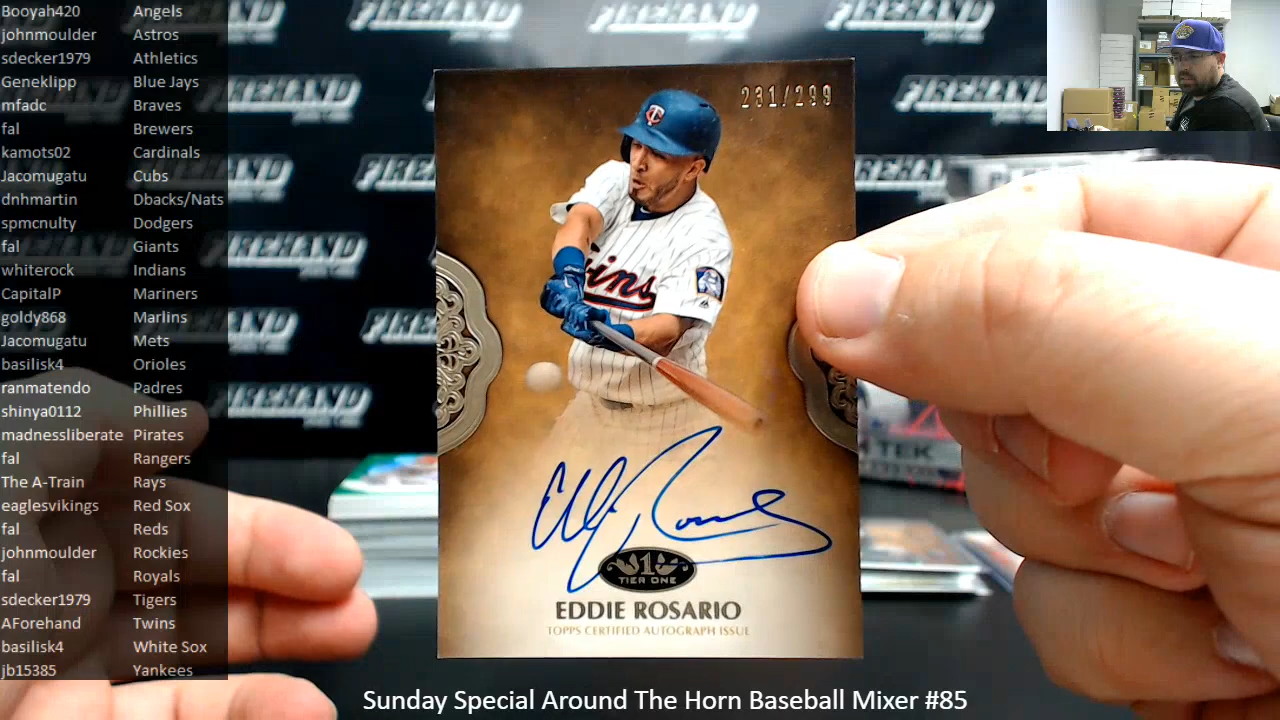 Booyah420 Angels
johnmoulder Astros
sdecker1979 Athletics
Geneklipp Blue Jays
mfadc Braves
fal Brewers
kamots02 Cardinals
Jacomugatu Cubs
dnhmartin Dbacks/Nats
spmcnulty Dodgers
fal Giants
whiterock Indians
CapitalP Mariners
goldy868 Marlins
Jacomugatu Mets
basilisk4 Orioles
ranmatendo Padres
shinya0112 Phillies
madnessliberate Pirates
fal Rangers
The A-Train Rays
eaglesvikings Red Sox
fal Reds
johnmoulder Rockies
fal Royals
sdecker1979 Tigers
AForehand Twins
basilisk4 White Sox
jb15385 Yankees
231/299
TC
1
TIER ONE
EDDIE ROSARIO
TOPPS CERTIFIED AUTOGRAPH ISSUE
TEK
Sunday Special Around The Horn Baseball Mixer #85